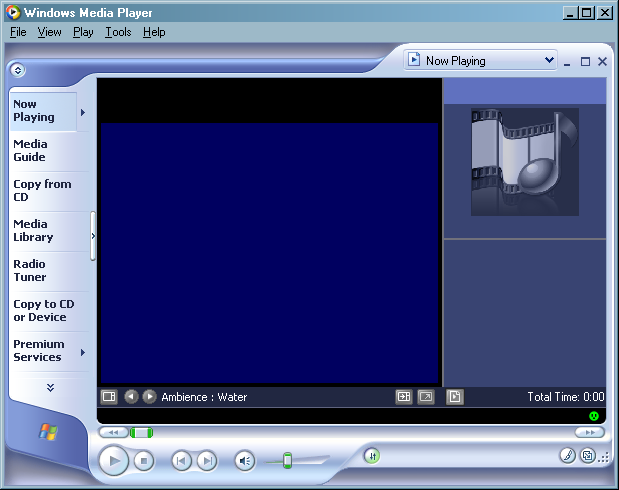 Windows Media Player
File View Play Tools Help
Now Playing
Now
Playing
Media
Guide
Copy from
CD
Media
Library
Radio
Tuner
Copy to CD
or Device
Premium
Services
Ambience : Water
Total Time: 0:00